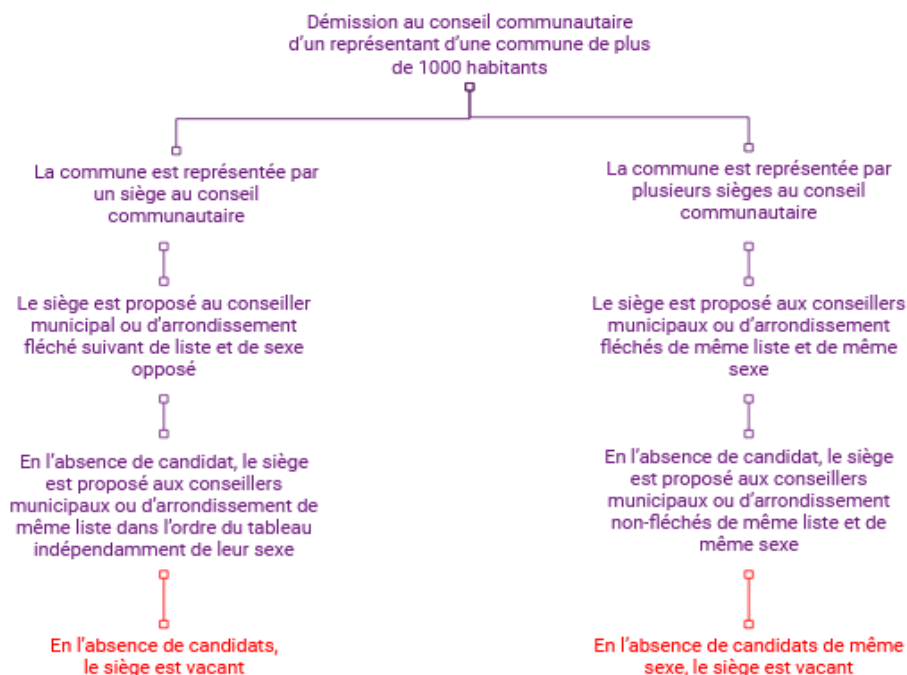 Démission au conseil communautaire
d'un représentant d'une commune de plus
de 1000 habitants
La commune est représentée par
un siège au conseil
communautaire
Le siège est proposé au conseiller
municipal ou d'arrondissement
fléché suivant de liste et de sexe
opposé
En l'absence de candidat, le siège
est proposé aux conseillers
municipaux ou d'arrondissement de
même liste dans l'ordre du tableau
indépendamment de leur sexe
En l'absence de candidats,
le siège est vacant
La commune est représentée par
plusieurs sièges au conseil
communautaire
Le siège est proposé aux conseillers
municipaux ou d'arrondissement
fléchés de même liste et de même
sexe
En l'absence de candidat, le siège
est proposé aux conseillers
municipaux ou d'arrondissement
non-fléchés de même liste et de
même sexe
En l'absence de candidats de même
sexe, le siège est vacant